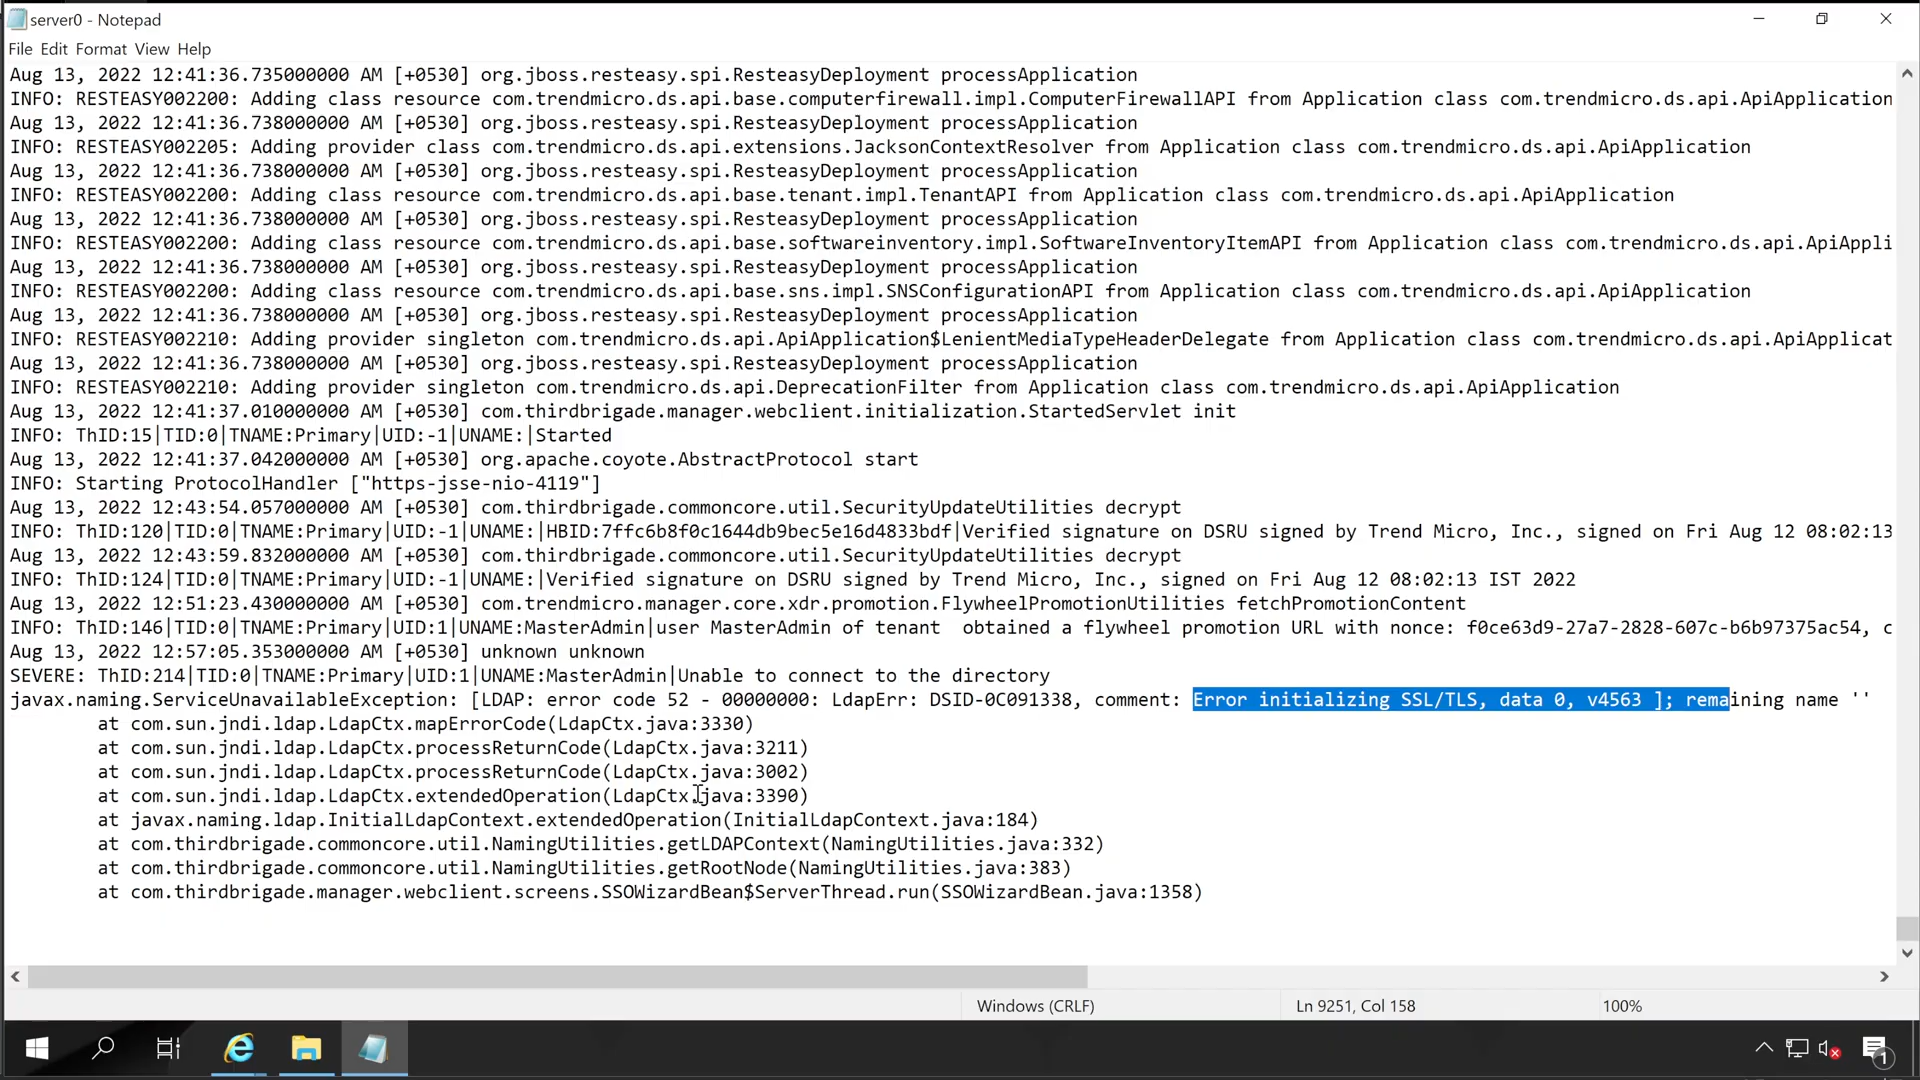 server0 - Notepad
File Edit Format View Help
Aug 13, 2022 12:41:36.735000000 AM [+0530] org.jboss.resteasy.spi.ResteasyDeployment processApplication
INFO: RESTEASY002200: Adding class resource com.trendmicro.ds.api.base.computerfirewall.impl.ComputerFirewallAPI from Application class com.trendmicro.ds.api.ApiApplication
Aug 13, 2022 12:41:36.738000000 AM [+0530] org.jboss.resteasy.spi.ResteasyDeployment processApplication
INFO: RESTEASY002205: Adding provider class com.trendmicro.ds.api.extensions.JacksonContextResolver from Application class com.trendmicro.ds.api.ApiApplication
Aug 13, 2022 12:41:36.738000000 AM [+0530] org.jboss.resteasy.spi.ResteasyDeployment processApplication
INFO: RESTEASY002200: Adding class resource com.trendmicro.ds.api.base.tenant.impl.TenantAPI from Application class com.trendmicro.ds.api.ApiApplication
Aug 13, 2022 12:41:36.738000000 AM [+0530] org.jboss.resteasy.spi.ResteasyDeployment processApplication
INFO: RESTEASY002200: Adding class resource com.trendmicro.ds.api.base.softwareinventory.impl.SoftwareInventoryItemAPI from Application class com.trendmicro.ds.api.ApiAppli
Aug 13, 2022 12:41:36.738000000 AM [+0530] org.jboss.resteasy.spi.ResteasyDeployment processApplication
INFO: RESTEASY002200: Adding class resource com.trendmicro.ds.api.base.sns.impl.SNSConfigurationAPI from Application class com.trendmicro.ds.api.ApiApplication
Aug 13, 2022 12:41:36.738000000 AM [+0530] org.jboss.resteasy.spi.ResteasyDeployment processApplication
INFO: RESTEASY002210: Adding provider singleton com.trendmicro.ds.api.ApiApplication$LenientMediaTypeHeaderDelegate from Application class com.trendmicro.ds.api.ApiApplicat
Aug 13, 2022 12:41:36.738000000 AM [+0530] org.jboss.resteasy.spi.ResteasyDeployment processApplication
INFO: RESTEASY002210: Adding provider singleton com.trendmicro.ds.api.DeprecationFilter from Application class com.trendmicro.ds.api.ApiApplication
Aug 13, 2022 12:41:37.010000000 AM [+0530] com.thirdbrigade.manager.webclient.initialization.StartedServlet init
INFO: ThID:15|TID:0|TNAME:Primary|UID:-1|UNAME:|Started
Aug 13, 2022 12:41:37.042000000 AM [+0530] org.apache.coyote.AbstractProtocol start
INFO: Starting ProtocolHandler ["https-jsse-nio-4119"]
Aug 13, 2022 12:43:54.057000000 AM [+0530] com.thirdbrigade.commoncore.util.SecurityUpdateUtilities decrypt
INFO: ThID:120|TID:0|TNAME:Primary|UID:-1|UNAME:|HBID:7ffc6b8f0c1644db9bec5e16d4833bdf|Verified signature on DSRU signed by Trend Micro, Inc., signed on Fri Aug 12 08:02:13
Aug 13, 2022 12:43:59.832000000 AM [+0530] com.thirdbrigade.commoncore.util.SecurityUpdateUtilities decrypt
INFO: ThID:124|TID:0|TNAME:Primary|UID:-1|UNAME:|Verified signature on DSRU signed by Trend Micro, Inc., signed on Fri Aug 12 08:02:13 IST 2022
Aug 13, 2022 12:51:23.430000000 AM [+0530] com.trendmicro.manager.core.xdr.promotion.FlywheelPromotionUtilities fetchPromotionContent
INFO: ThID:146|TID:0|TNAME:Primary|UID:1|UNAME:MasterAdmin|user MasterAdmin of tenant  obtained a flywheel promotion URL with nonce: f0ce63d9-27a7-2828-607c-b6b97375ac54, c
Aug 13, 2022 12:57:05.353000000 AM [+0530] unknown unknown
SEVERE: ThID:214|TID:0|TNAME:Primary|UID:1|UNAME:MasterAdmin|Unable to connect to the directory
javax.naming.ServiceUnavailableException: [LDAP: error code 52 - 00000000: LdapErr: DSID-0C091338, comment: Error initializing SSL/TLS, data 0, v4563 ]; remaining name ''
at com.sun.jndi.ldap.LdapCtx.mapErrorCode(LdapCtx.java:3330)
at com.sun.jndi.ldap.LdapCtx.processReturnCode(LdapCtx.java:3211)
at com.sun.jndi.ldap.LdapCtx.processReturnCode(LdapCtx.java:3002)
at com.sun.jndi.ldap.LdapCtx.extendedOperation(LdapCtx.java:3390)
at javax.naming.ldap.InitialLdapContext.extendedOperation(InitialLdapContext.java:184)
at com.thirdbrigade.commoncore.util.NamingUtilities.getLDAPContext(NamingUtilities.java:332)
at com.thirdbrigade.commoncore.util.NamingUtilities.getRootNode(NamingUtilities.java:383)
at com.thirdbrigade.manager.webclient.screens.SSOWizardBean$ServerThread.run(SSOWizardBean.java:1358)
Windows (CRLF) Ln 9251, Col 158 100%
1